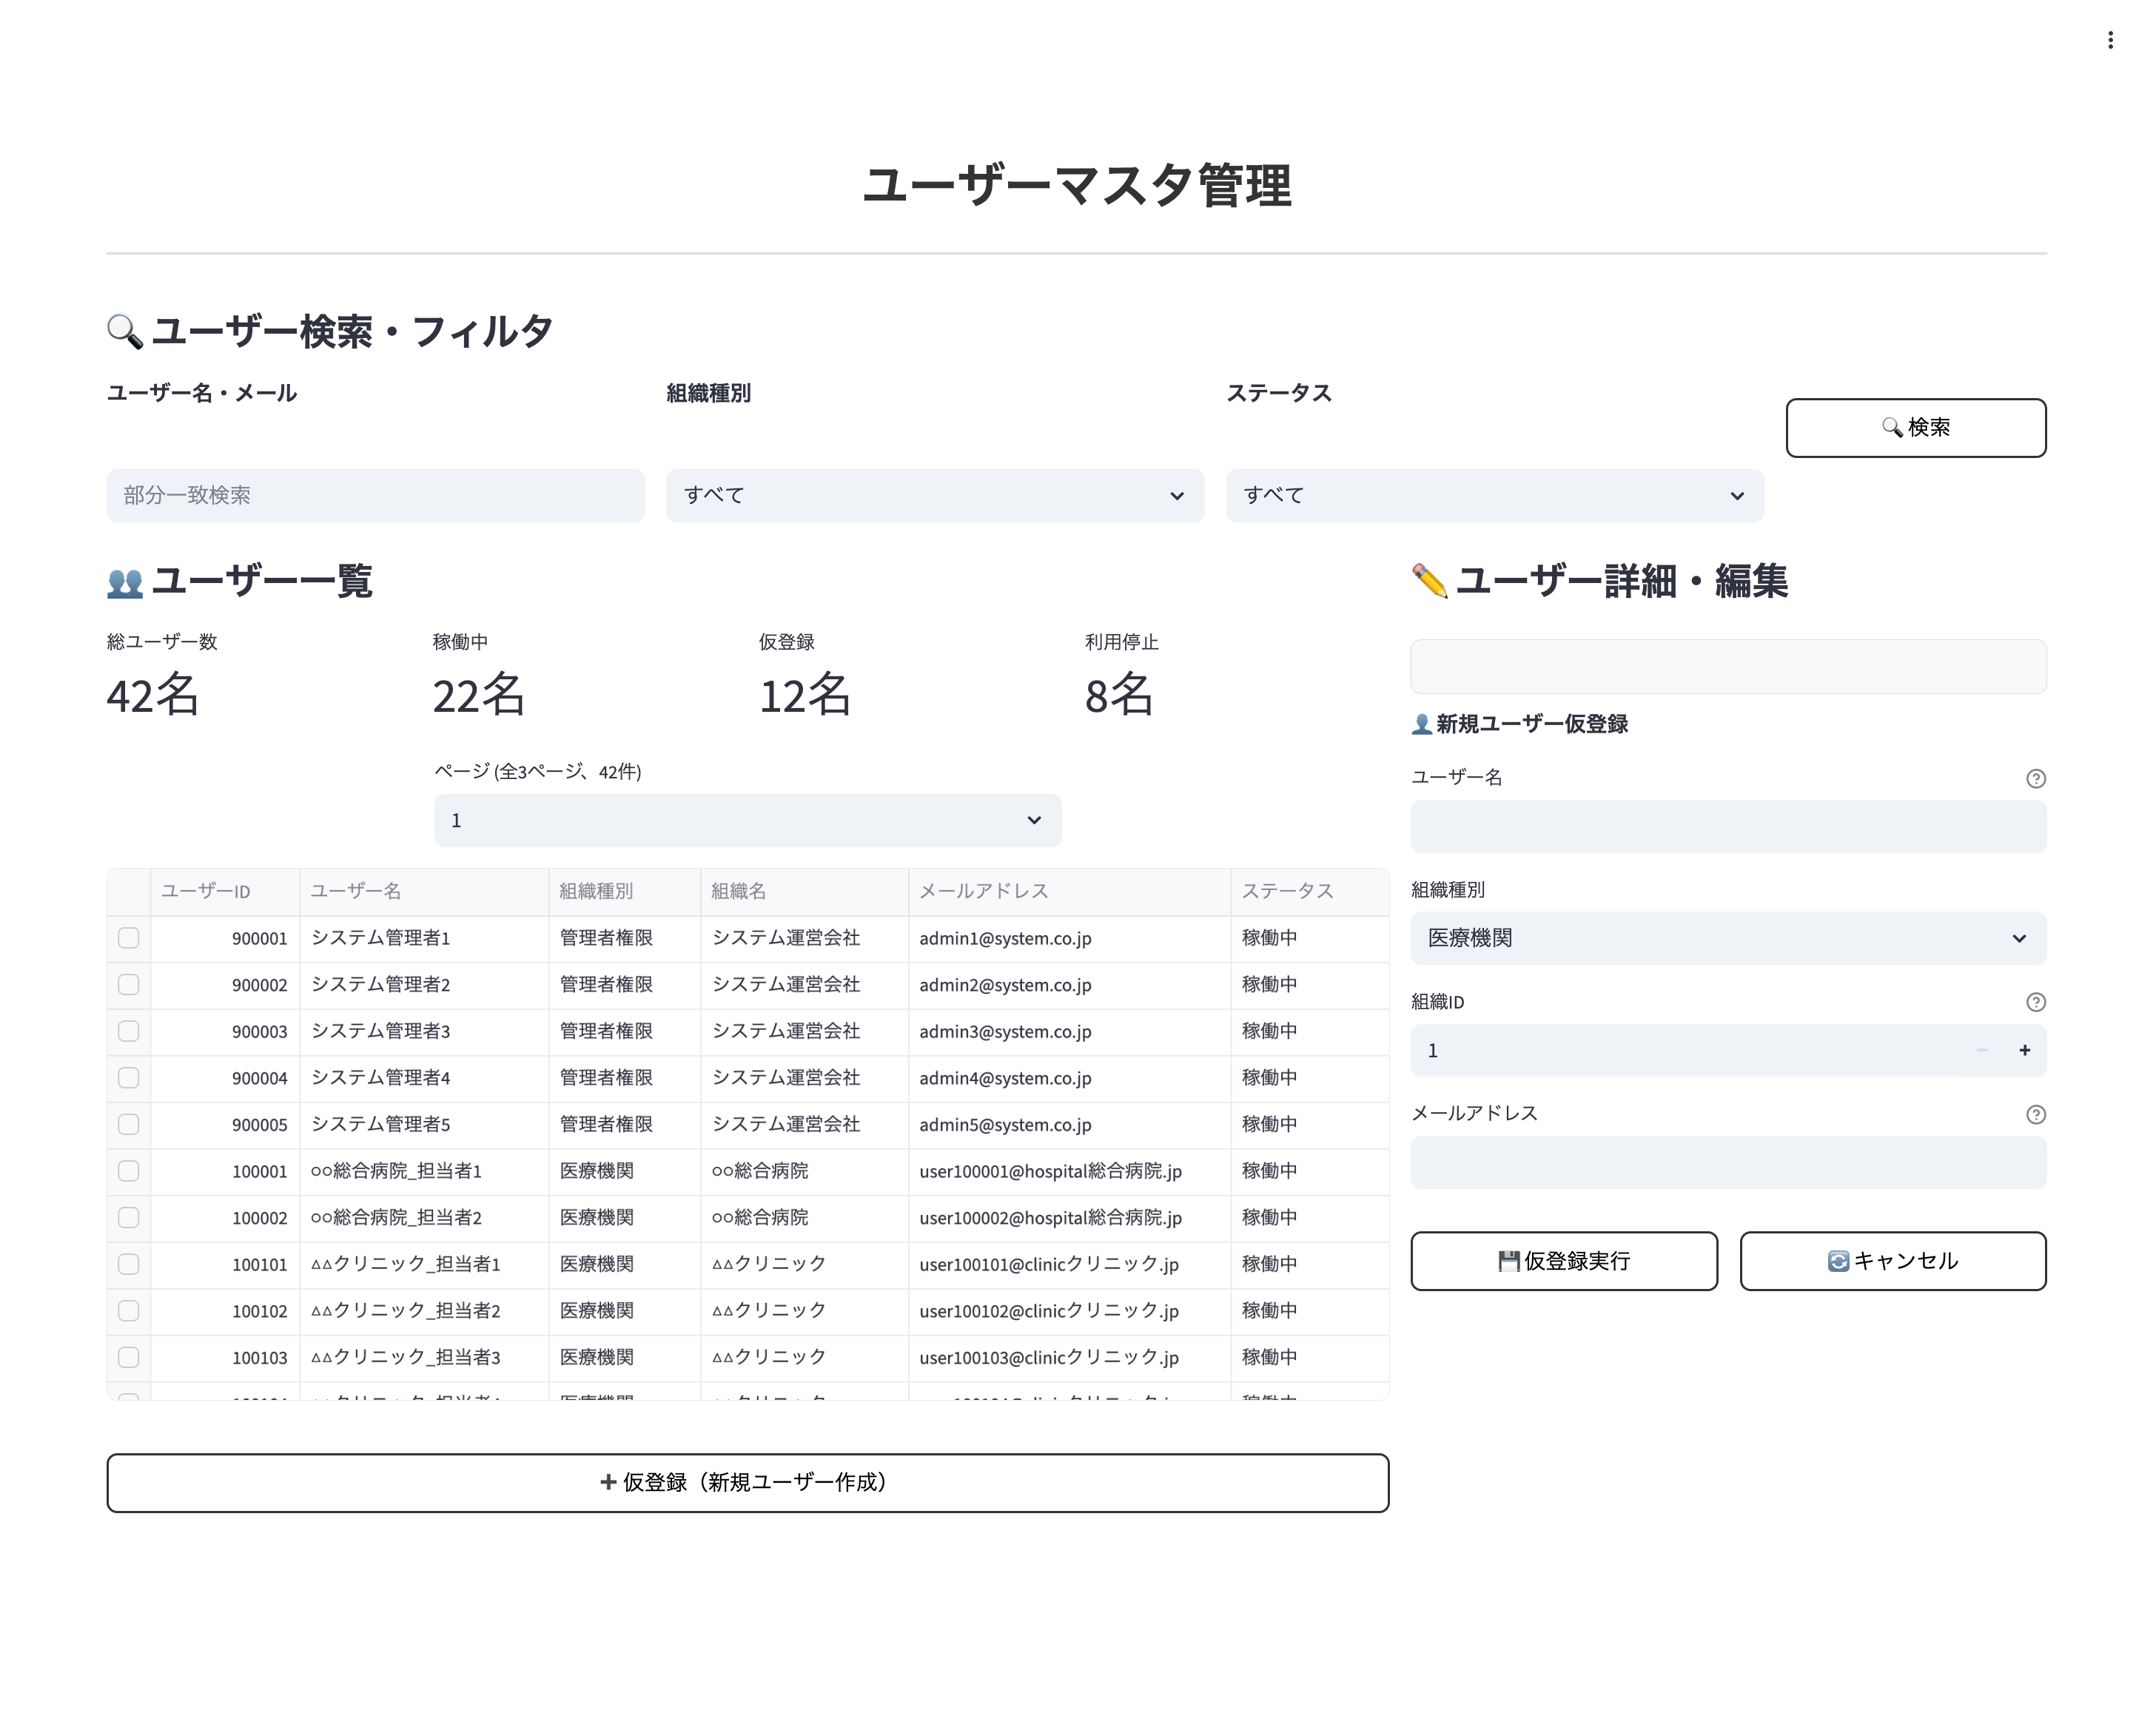 ユーザーマスタ管理
🔍 ユーザー検索・フィルタ
ユーザー名・メール 組織種別 ステータス
🔍 検索
部分一致検索 すべて すべて
👥 ユーザー一覧
総ユーザー数 稼働中 仮登録 利用停止
42名 22名 12名 8名
ページ (全3ページ、42件)
1
ユーザーID ユーザー名 組織種別 組織名 メールアドレス ステータス
900001 システム管理者1 管理者権限 システム運営会社 admin1@system.co.jp 稼働中
900002 システム管理者2 管理者権限 システム運営会社 admin2@system.co.jp 稼働中
900003 システム管理者3 管理者権限 システム運営会社 admin3@system.co.jp 稼働中
900004 システム管理者4 管理者権限 システム運営会社 admin4@system.co.jp 稼働中
900005 システム管理者5 管理者権限 システム運営会社 admin5@system.co.jp 稼働中
100001 ○○総合病院_担当者1 医療機関 ○○総合病院 user100001@hospital総合病院.jp 稼働中
100002 ○○総合病院_担当者2 医療機関 ○○総合病院 user100002@hospital総合病院.jp 稼働中
100101 △△クリニック_担当者1 医療機関 △△クリニック user100101@clinicクリニック.jp 稼働中
100102 △△クリニック_担当者2 医療機関 △△クリニック user100102@clinicクリニック.jp 稼働中
100103 △△クリニック_担当者3 医療機関 △△クリニック user100103@clinicクリニック.jp 稼働中
➕ 仮登録（新規ユーザー作成）
✏️ ユーザー詳細・編集
👤 新規ユーザー仮登録
ユーザー名
組織種別
医療機関
組織ID
1
メールアドレス
💾 仮登録実行 🔄 キャンセル